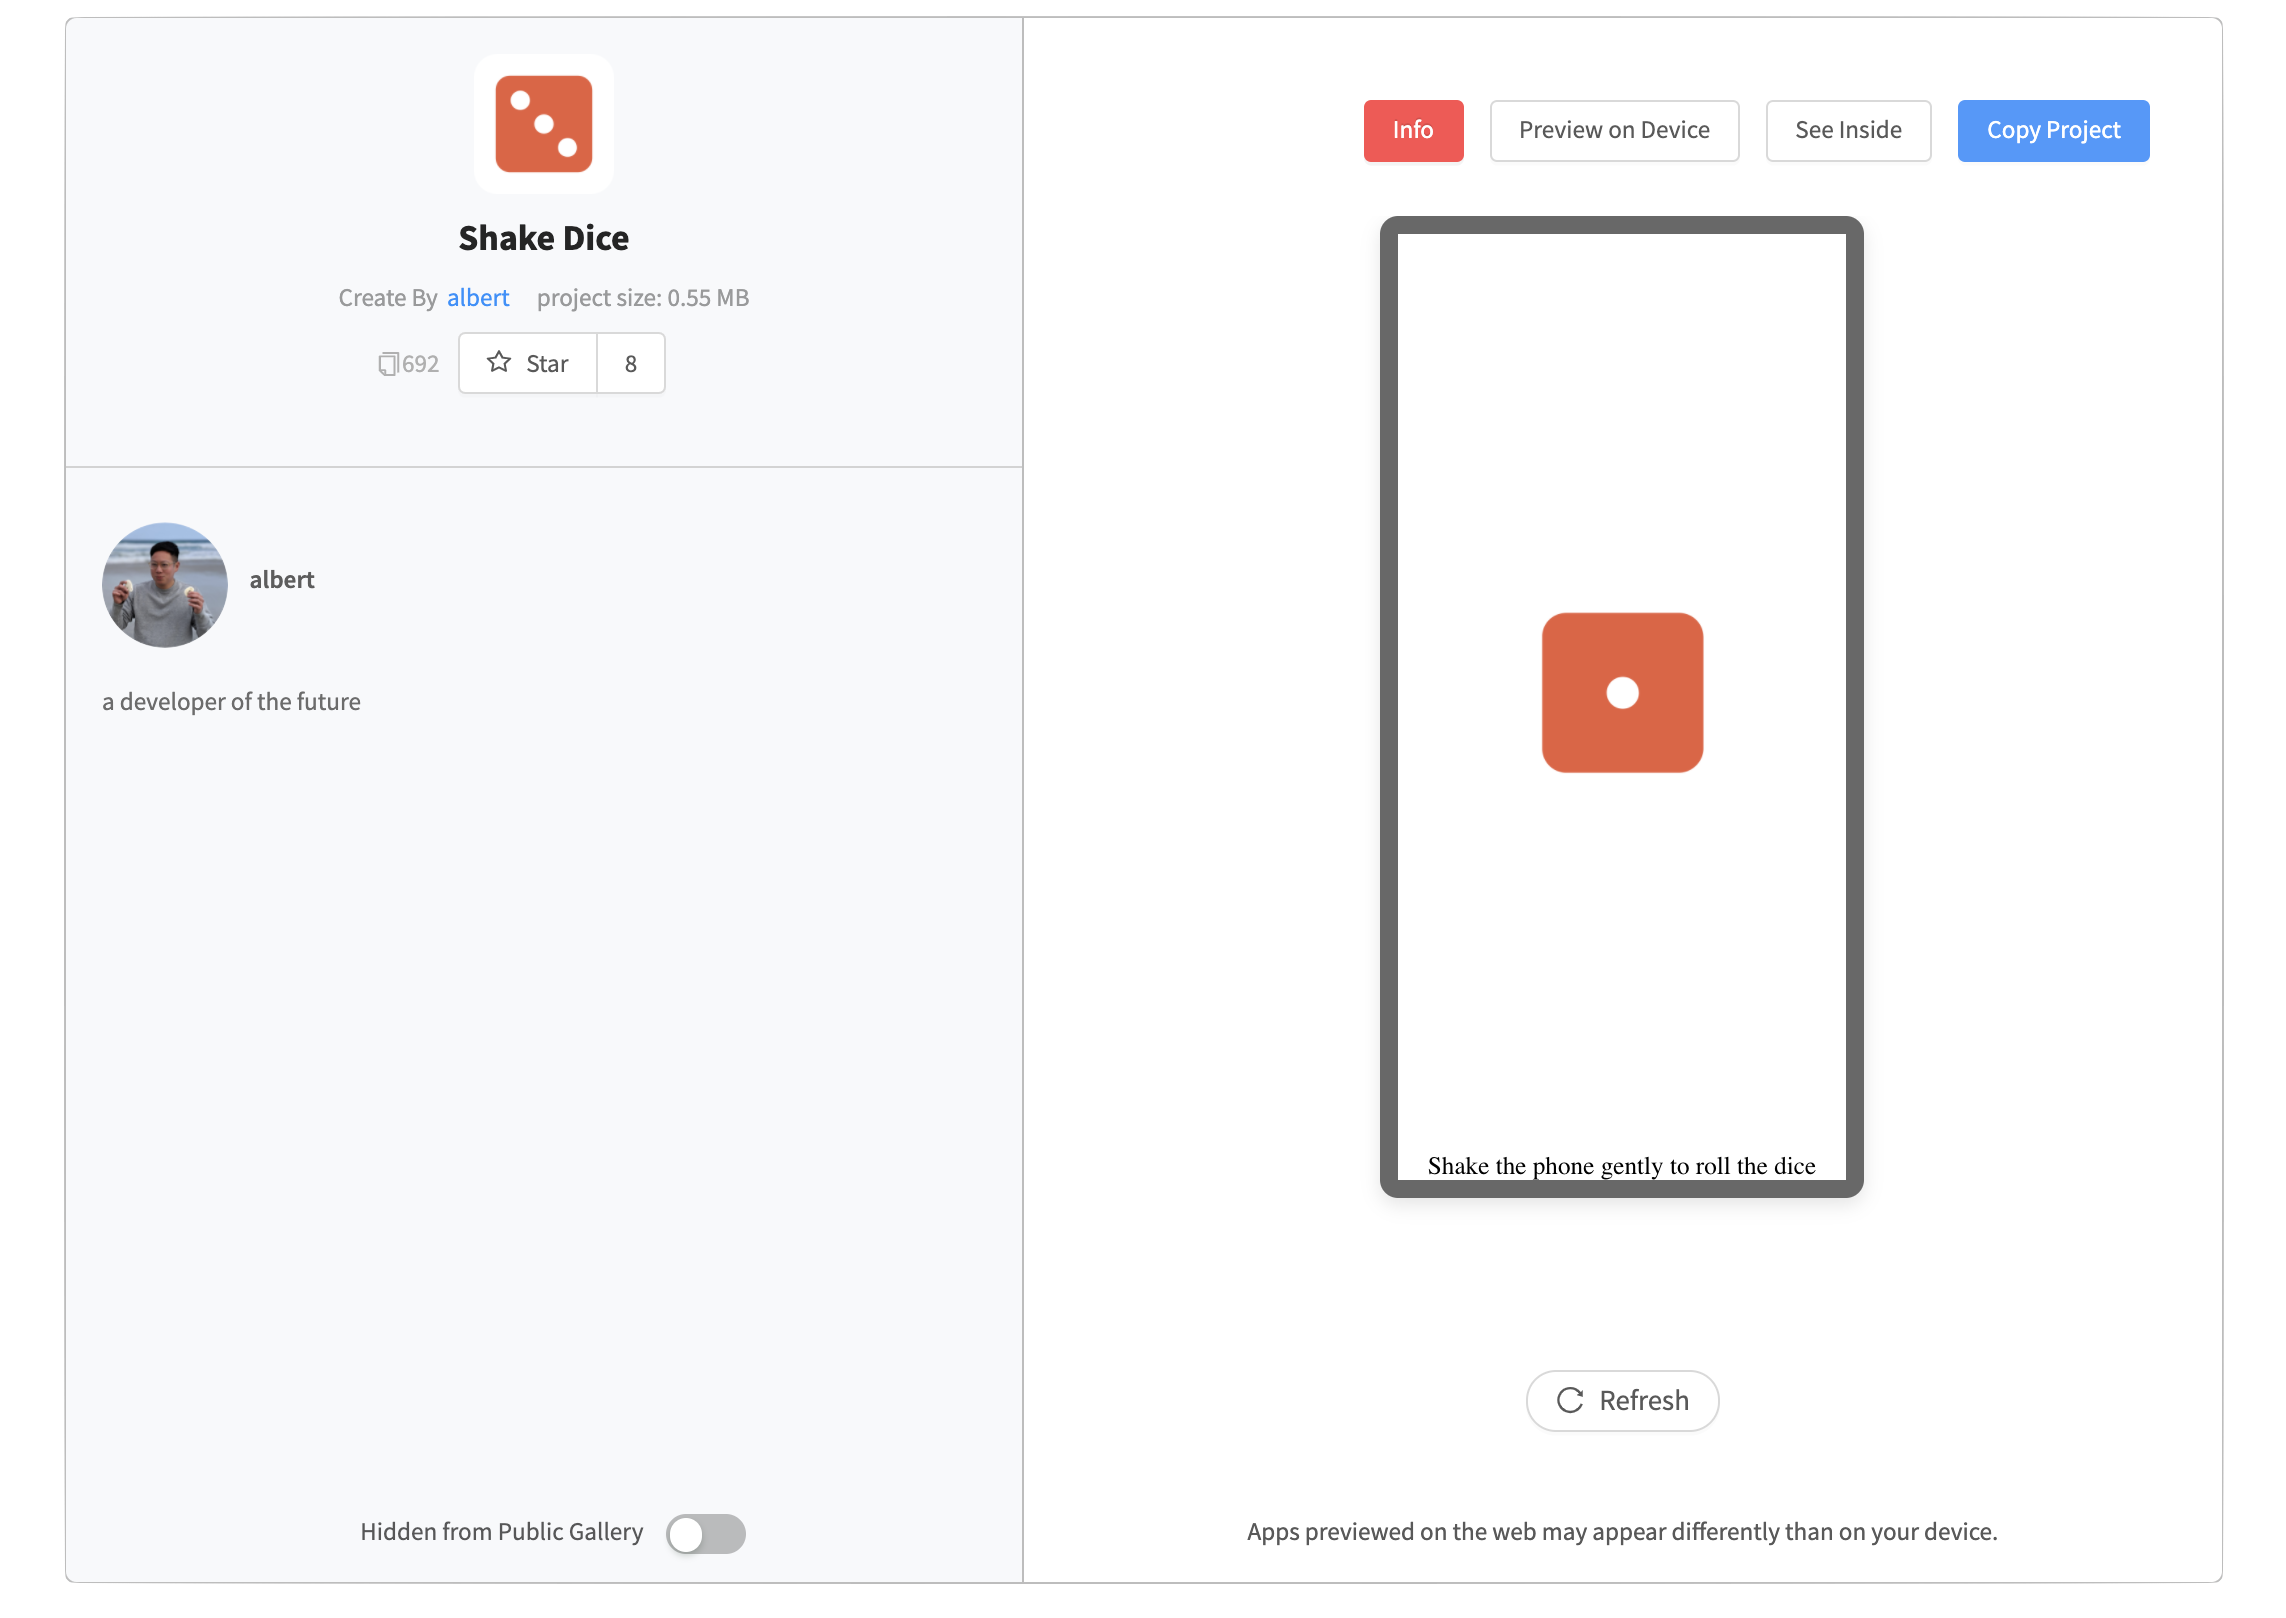 Shake Dice
Create By albert project size: 0.55 MB
692 Star 8
albert
a developer of the future
Hidden from Public Gallery
Info Preview on Device See Inside Copy Project
Shake the phone gently to roll the dice
Refresh
Apps previewed on the web may appear differently than on your device.